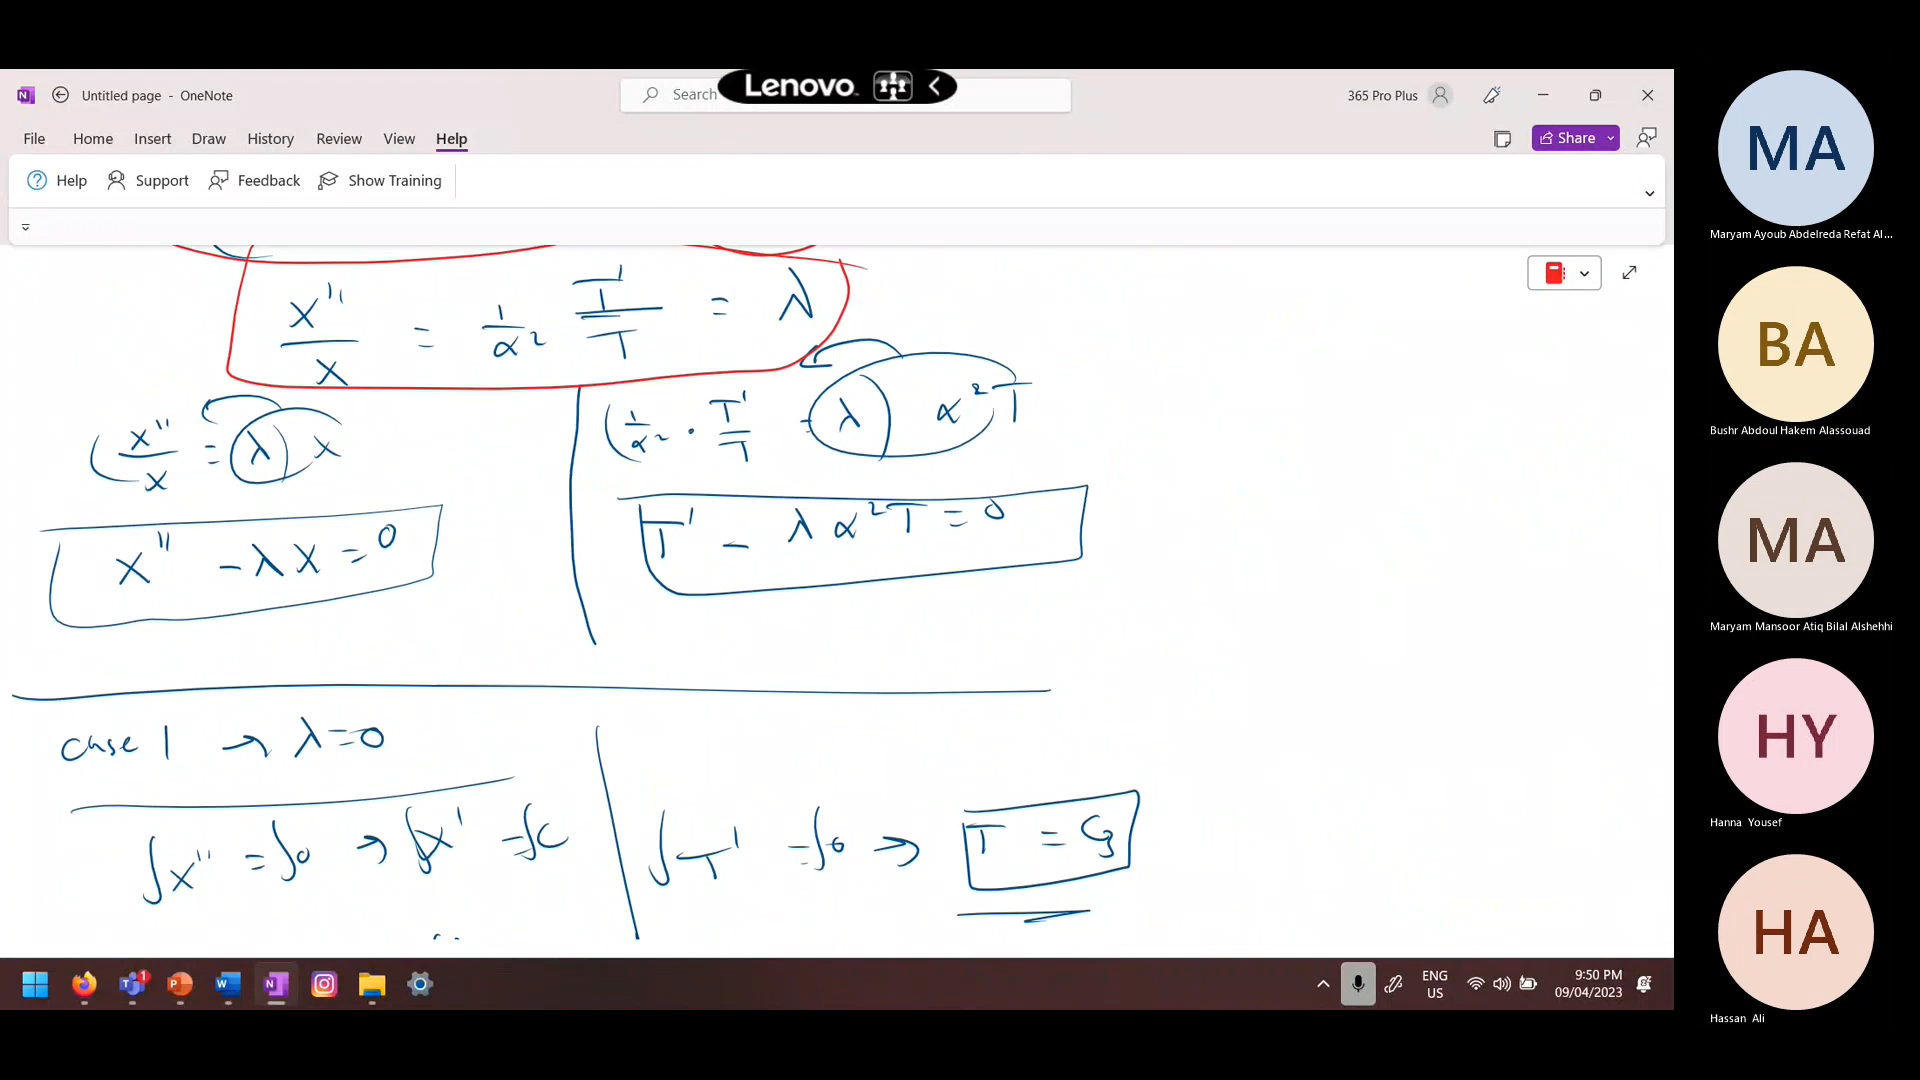 Lenovo
Untitled page - OneNote
Search
365 Pro Plus
File Home Insert Draw History Review View Help
Share
Help Support Feedback Show Training
X''/X = 1/α² T'/T = λ
X''/X = λ X
1/α² · T'/T = λ α² T
X'' - λX = 0
T' - λα²T = 0
case 1 → λ=0
∫X'' = ∫0 → ∫X' = ∫C
∫T' = ∫0 → T = C3
ENG
US
9:50 PM
09/04/2023
1
MA
Maryam Ayoub Abdelreda Refat Al...
BA
Bushr Abdoul Hakem Alassouad
MA
Maryam Mansoor Atiq Bilal Alshehhi
HY
Hanna Yousef
HA
Hassan Ali